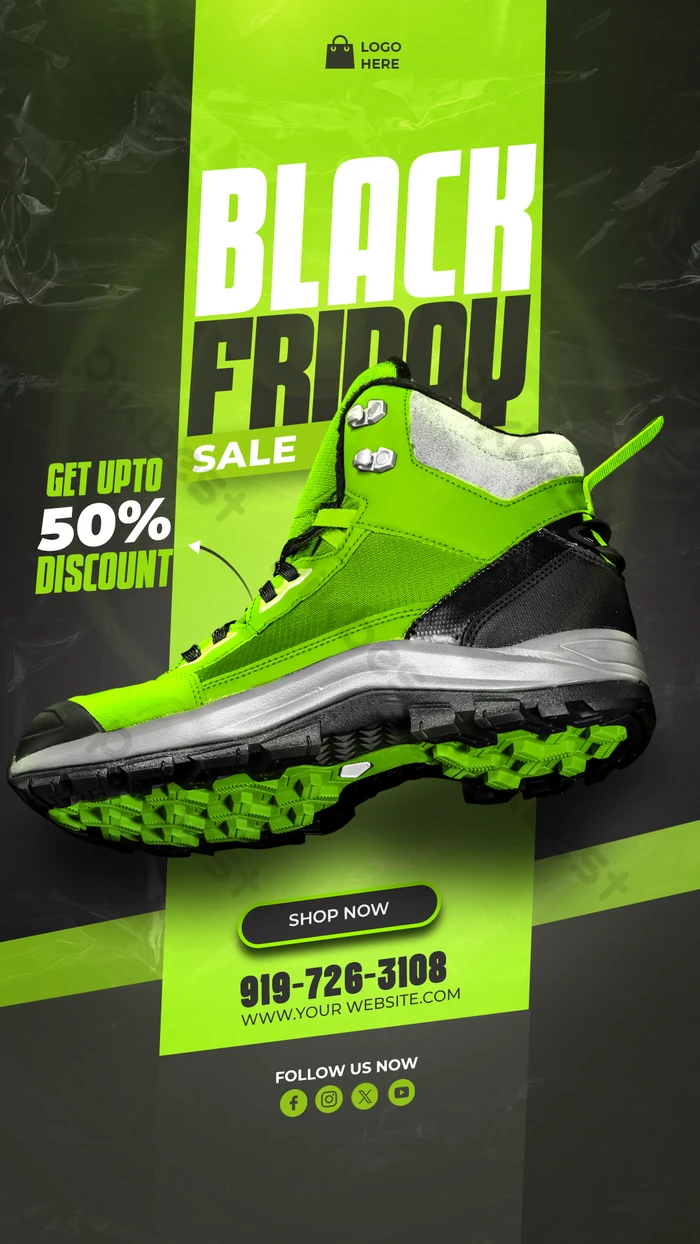 LOGO
HERE
BLACK
FRIDAY
SALE
GET UPTO
50%
DISCOUNT
SHOP NOW
919-726-3108
WWW.YOUR WEBSITE.COM
FOLLOW US NOW